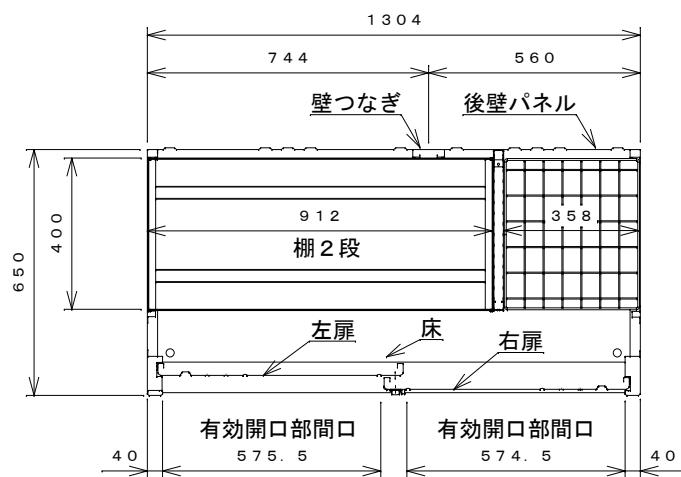 1304
744
560
壁つなぎ
後壁パネル
650
400
912
358
棚２段
左扉
床
右扉
有効開口部間口
有効開口部間口
40
575.5
574.5
40